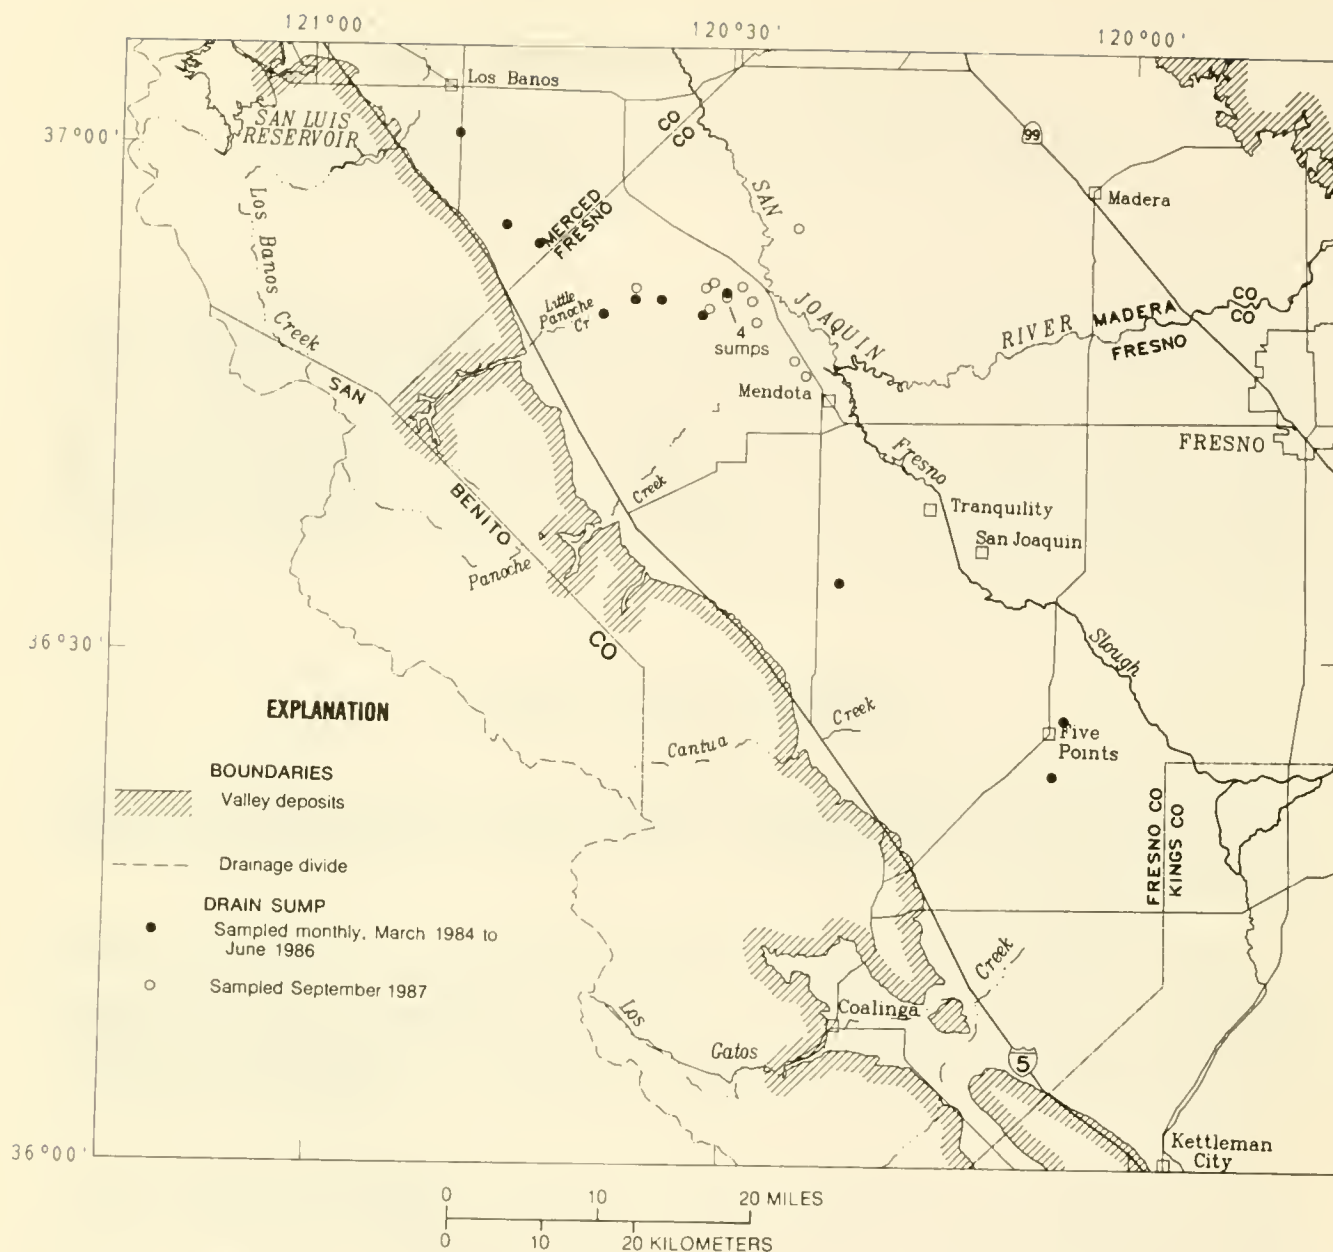 121°00
120°30'
120°00'
Los Banos
SAN LUIS
RESERVOIR
37°00'
CO
CO
99
SAN
Madera
Los
Banos
Creek
MERCED
FRESNO
Little
Panoche
Cr
JOAQUIN
RIVER
MADERA
CO
CO
FRESNO
4
sumps
SAN
Mendota
FRESNO
Fresno
Creek
BENITO
Tranquility
San Joaquin
Panoche
36°30'
CO
Slough
EXPLANATION
Creek
Cantua
Five
Points
BOUNDARIES
Valley deposits
FRESNO CO
KINGS CO
Drainage divide
DRAIN SUMP
Sampled monthly, March 1984 to
June 1986
Sampled September 1987
Creek
Los
Coalinga
Gatos
5
36°00'
Kettleman
City
0 10 20 MILES
0 10 20 KILOMETERS